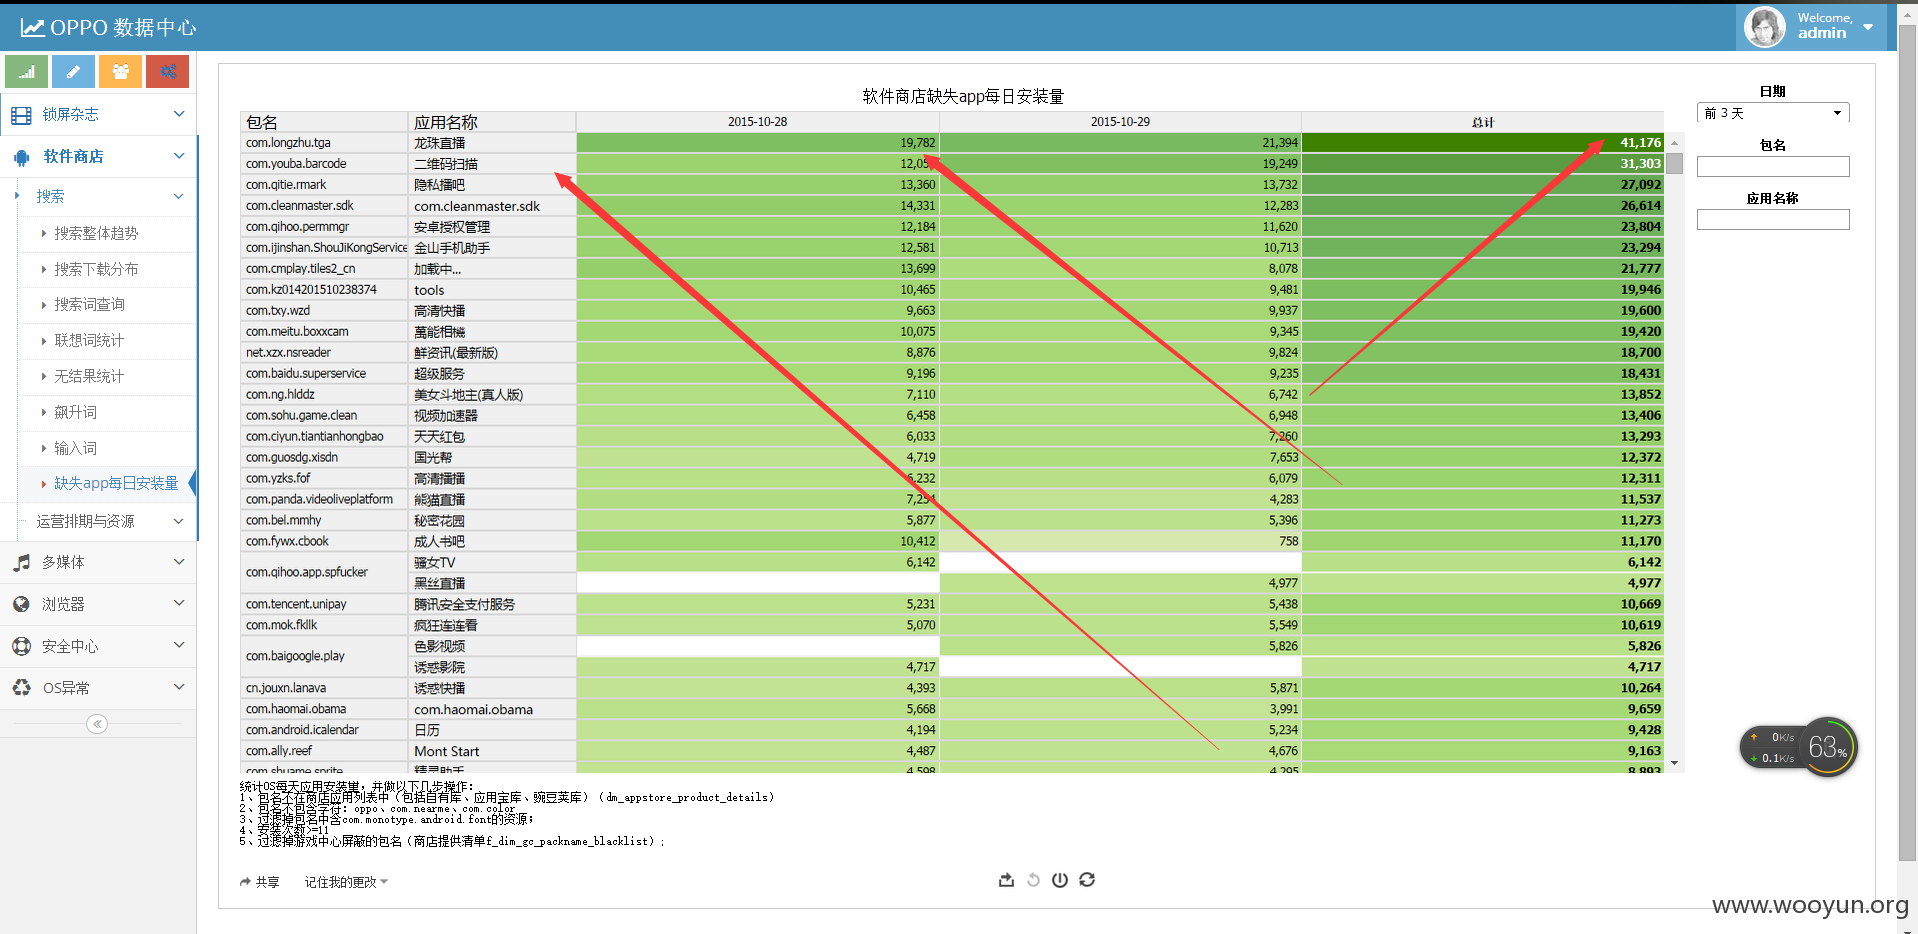 OPPO 数据中心
Welcome,
admin
锁屏杂志
软件商店
搜索
搜索整体趋势
搜索下载分布
搜索词查询
联想词统计
无结果统计
飙升词
输入词
缺失app每日安装量
运营排期与资源
多媒体
浏览器
安全中心
OS异常
软件商店缺失app每日安装量
包名 应用名称 2015-10-28 2015-10-29 总计
com.longzhu.tga 龙珠直播 19,782 21,394 41,176
com.youba.barcode 二维码扫描 19,249 31,303
com.qitie.rmark 隐私播吧 13,360 13,732 27,092
com.cleanmaster.sdk com.cleanmaster.sdk 14,331 12,283 26,614
com.qihoo.permmgr 安卓授权管理 12,184 11,620 23,804
com.ijinshan.ShouJiKongService 金山手机助手 12,581 10,713 23,294
com.cmplay.tiles2_cn 加载中... 13,699 8,078 21,777
com.kz014201510238374 tools 10,465 9,481 19,946
com.txy.wzd 高清快播 9,663 9,937 19,600
com.meitu.boxxcam 萬能相機 10,075 9,345 19,420
net.xzx.nsreader 鲜资讯(最新版) 8,876 9,824 18,700
com.baidu.superservice 超级服务 9,196 9,235 18,431
com.ng.hlddz 美女斗地主(真人版) 7,110 6,742 13,852
com.sohu.game.clean 视频加速器 6,458 6,948 13,406
com.ciyun.tiantianhongbao 天天红包 6,033 7,260 13,293
com.guosdg.xisdn 国光帮 4,719 7,653 12,372
com.yzks.fof 高清播播 6,232 6,079 12,311
com.panda.videoliveplatform 熊猫直播 7,254 4,283 11,537
com.bel.mmhy 秘密花园 5,877 5,396 11,273
com.fywx.cbook 成人书吧 10,412 758 11,170
com.qihoo.app.spfucker 骚女TV 6,142 6,142
黑丝直播 4,977 4,977
com.tencent.unipay 腾讯安全支付服务 5,231 5,438 10,669
com.mok.fkllk 疯狂连连看 5,070 5,549 10,619
com.baigoogle.play 色影视频 5,826 5,826
诱惑影院 4,717 4,717
cn.jouxn.lanava 诱惑快播 4,393 5,871 10,264
com.haomai.obama com.haomai.obama 5,668 3,991 9,659
com.android.icalendar 日历 4,194 5,234 9,428
com.ally.reef Mont Start 4,487 4,676 9,163
com.shuame.sprite 精灵助手 4,598 4,295 8,893
日期
前 3 天
包名
应用名称
统计OS每天应用安装量，并做以下几步操作：
1、包名不在商店应用列表中（包括自有库、应用宝库、豌豆荚库）（dm_appstore_product_details）
2、包名不包含字符：oppo、com.nearme、com.color
3、过滤掉包名中含com.monotype.android.font的资源；
4、安装次数>=11
5、过滤掉游戏中心屏蔽的包名（商店提供清单f_dim_gc_packname_blacklist）;
共享 记住我的更改
0K/s
0.1K/s
63%
www.wooyun.org